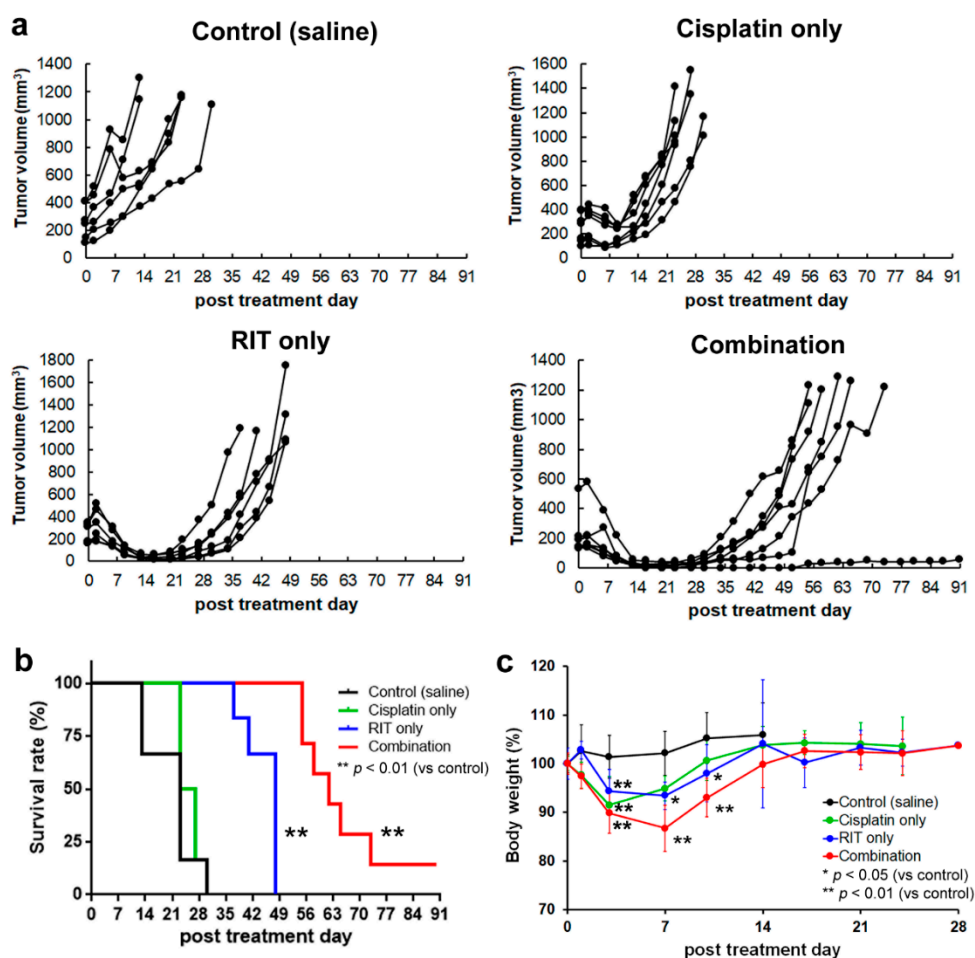 a
Control (saline)
Tumor volume (mm³)
1400
1200
1000
800
600
400
200
0
0 7 14 21 28 35 42 49 56 63 70 77 84 91
post treatment day
Cisplatin only
Tumor volume (mm³)
1600
1400
1200
1000
800
600
400
200
0
0 7 14 21 28 35 42 49 56 63 70 77 84 91
post treatment day
RIT only
Tumor volume (mm³)
1800
1600
1400
1200
1000
800
600
400
200
0
0 7 14 21 28 35 42 49 56 63 70 77 84 91
post treatment day
Combination
Tumor volume (mm3)
1400
1200
1000
800
600
400
200
0
0 7 14 21 28 35 42 49 56 63 70 77 84 91
post treatment day
b
Survival rate (%)
100
75
50
25
0
Control (saline)
Cisplatin only
RIT only
Combination
** p < 0.01 (vs control)
**
**
0 7 14 21 28 35 42 49 56 63 70 77 84 91
post treatment day
c
Body weight (%)
120
110
100
90
80
70
**
**
**
*
**
*
**
Control (saline)
Cisplatin only
RIT only
Combination
* p < 0.05 (vs control)
** p < 0.01 (vs control)
0 7 14 21 28
post treatment day